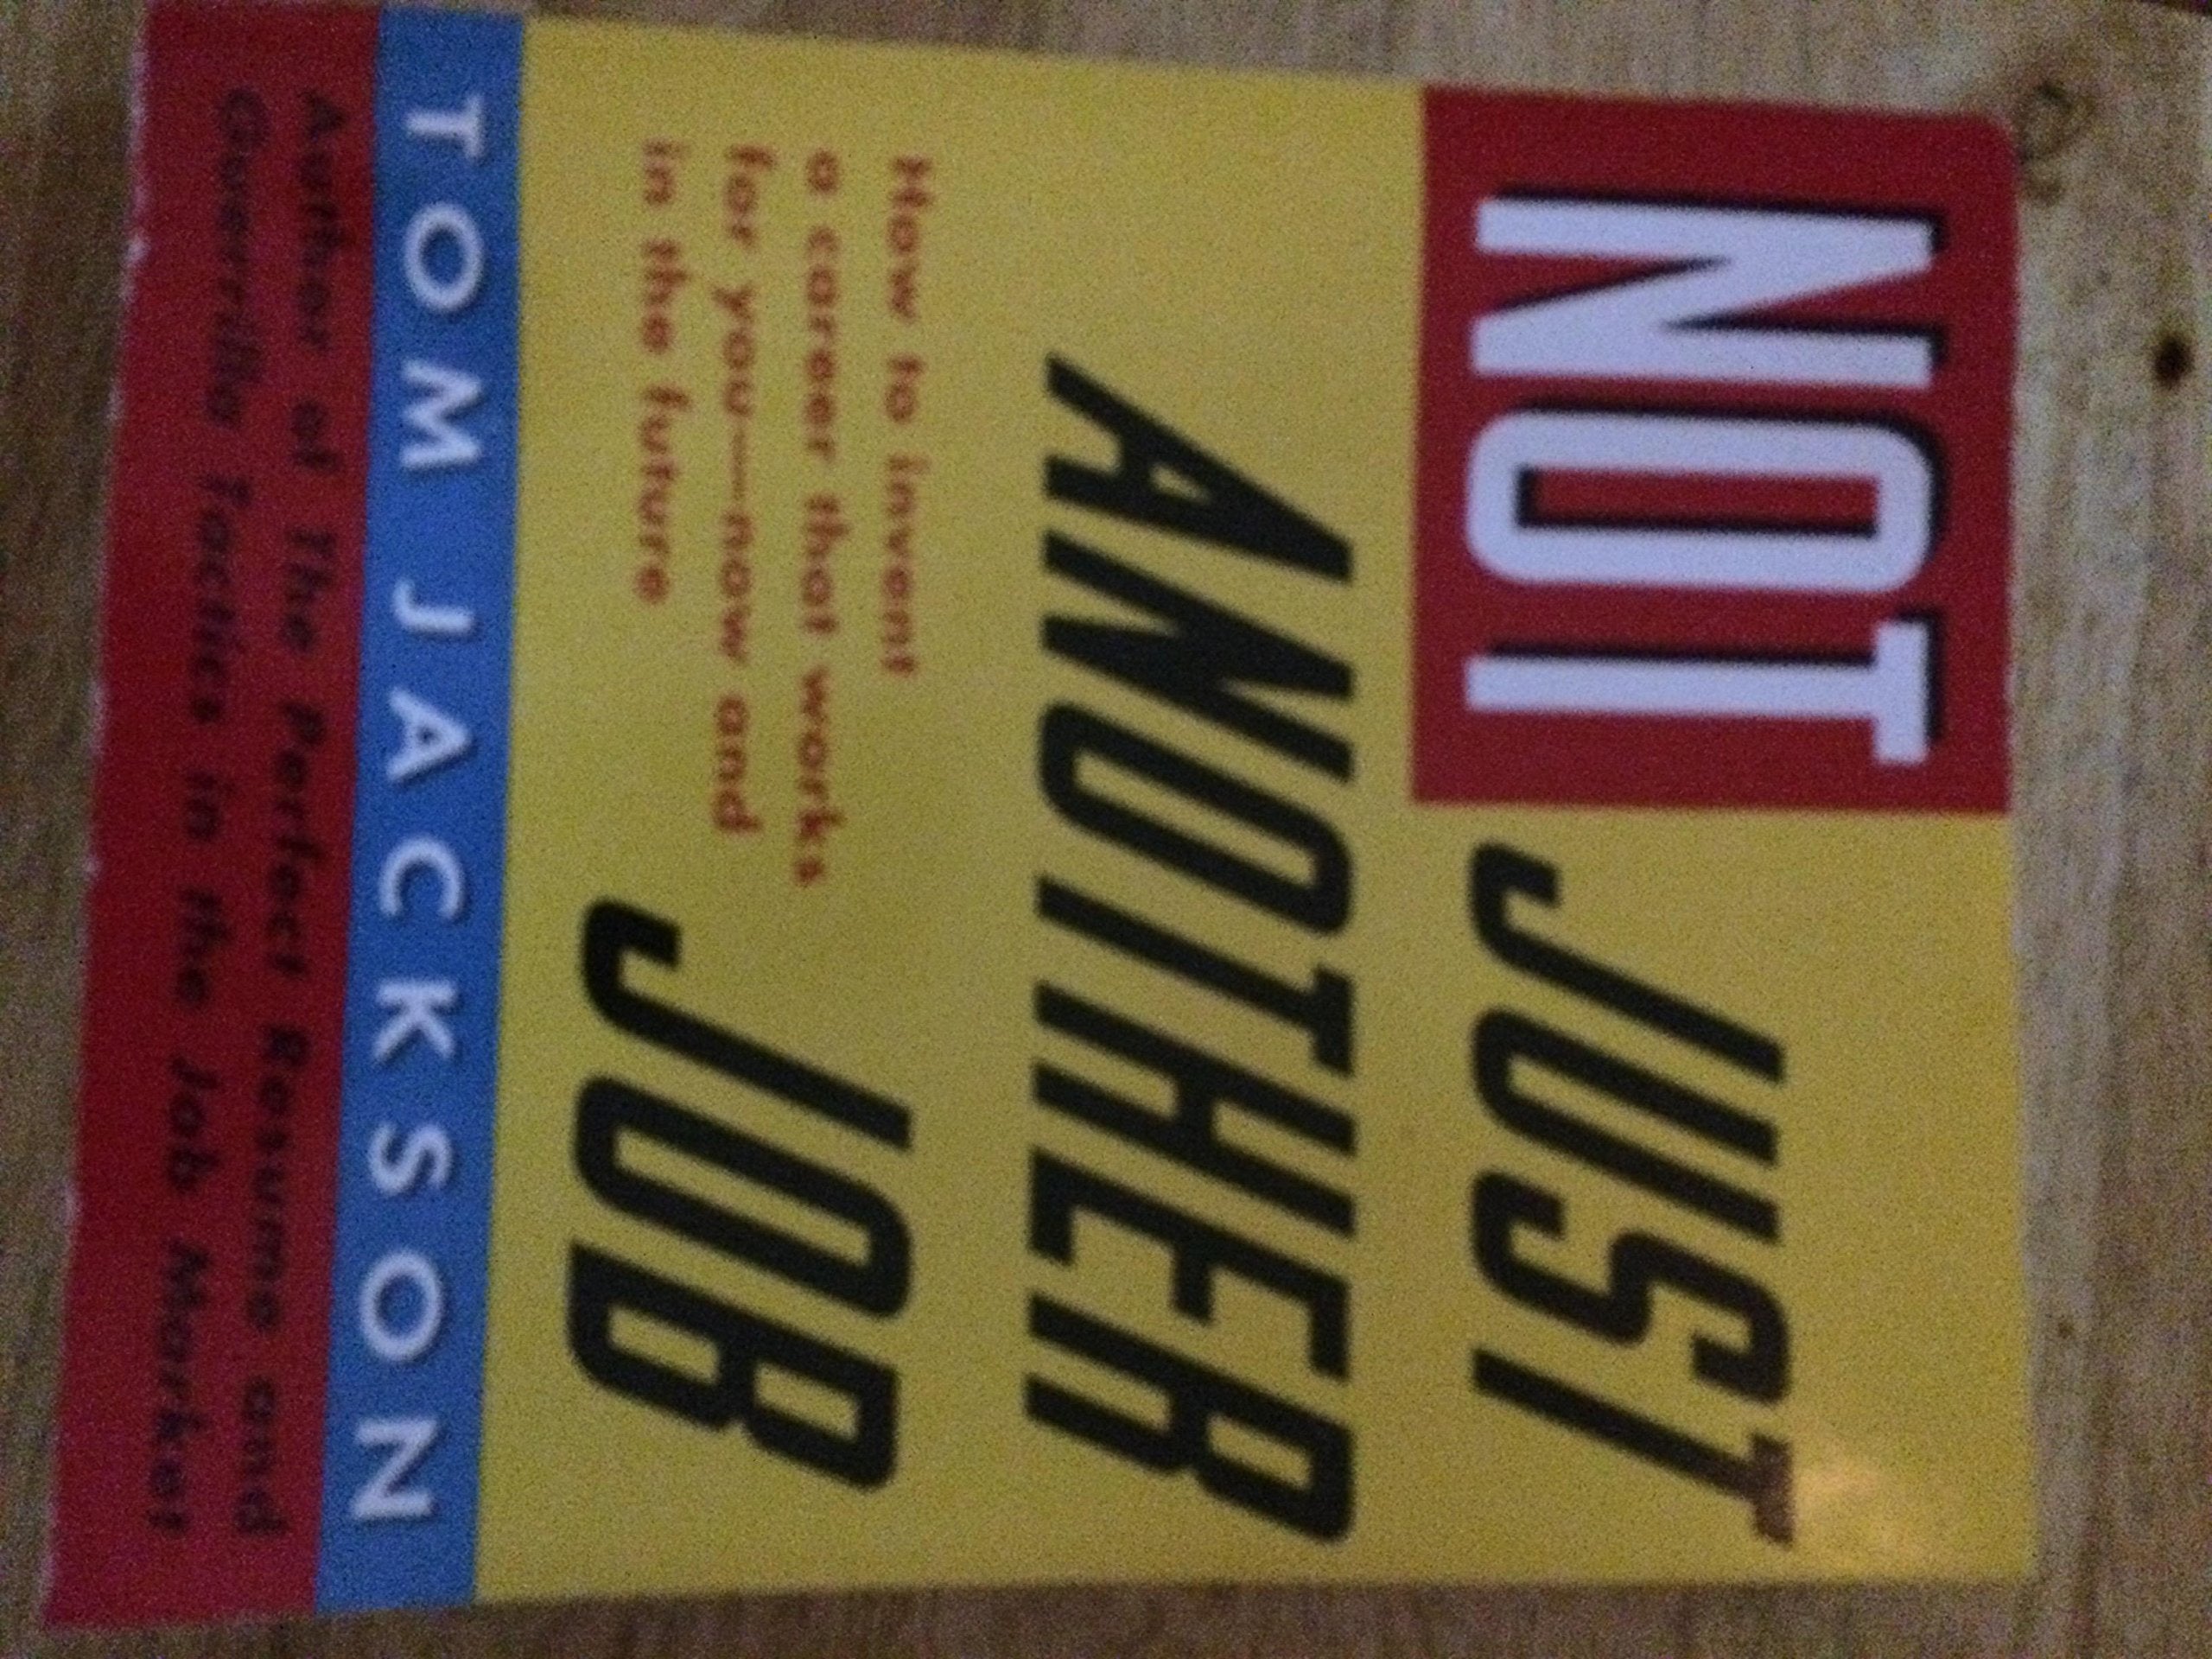 NOT JUST
ANOTHER
How to invent
a career that works
for you—now and
in the future
JOB
TOM JACKSON
Author of The Perfect Resume and
Guerrilla Tactics in the Job Market